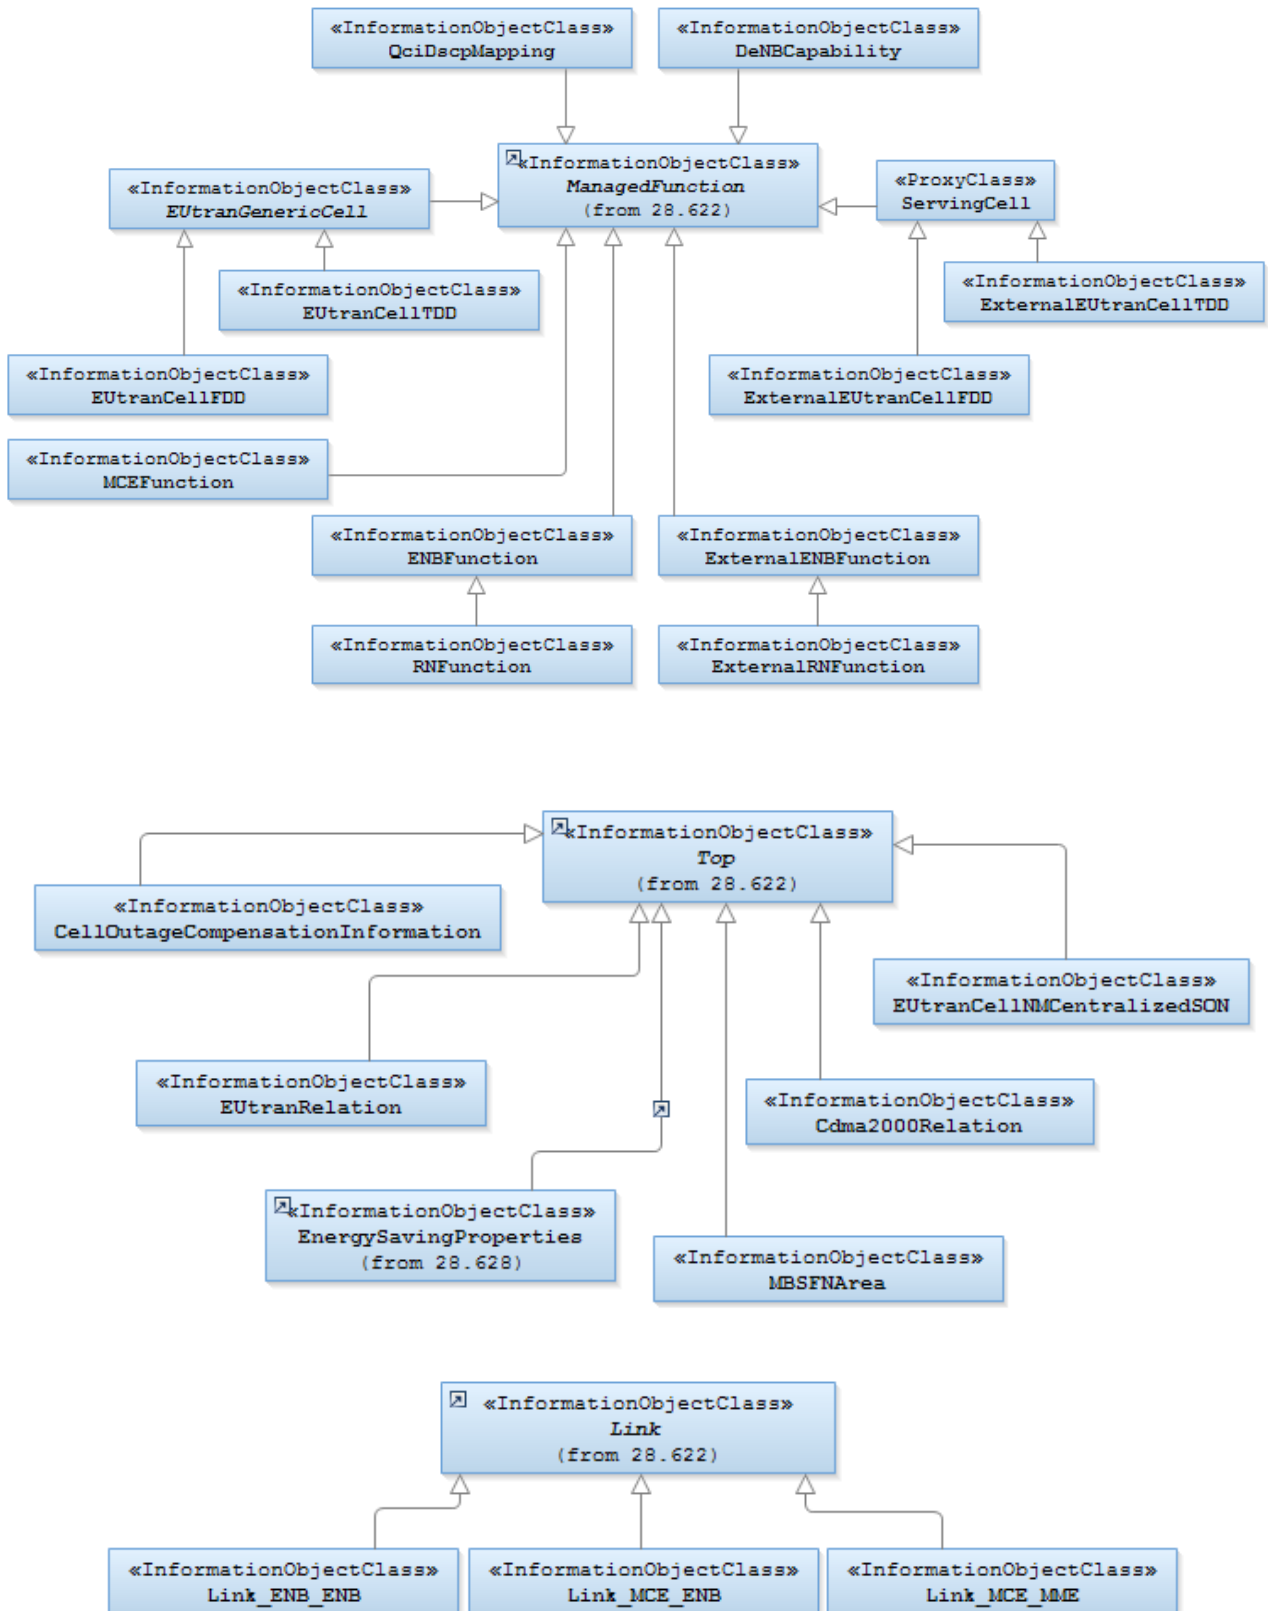 «InformationObjectClass»
QciDscpMapping
«InformationObjectClass»
DeNBCapability
«InformationObjectClass»
ManagedFunction
(from 28.622)
«InformationObjectClass»
EUtranGenericCell
«ProxyClass»
ServingCell
«InformationObjectClass»
EUtranCellTDD
«InformationObjectClass»
ExternalEUtranCellTDD
«InformationObjectClass»
EUtranCellFDD
«InformationObjectClass»
ExternalEUtranCellFDD
«InformationObjectClass»
MCEFunction
«InformationObjectClass»
ENBFunction
«InformationObjectClass»
ExternalENBFunction
«InformationObjectClass»
RNFunction
«InformationObjectClass»
ExternalRNFunction
«InformationObjectClass»
Top
(from 28.622)
«InformationObjectClass»
CellOutageCompensationInformation
«InformationObjectClass»
EUtranCellNMCentralizedSON
«InformationObjectClass»
EUtranRelation
«InformationObjectClass»
Cdma2000Relation
«InformationObjectClass»
EnergySavingProperties
(from 28.628)
«InformationObjectClass»
MBSFNArea
«InformationObjectClass»
Link
(from 28.622)
«InformationObjectClass»
Link_ENB_ENB
«InformationObjectClass»
Link_MCE_ENB
«InformationObjectClass»
Link_MCE_MME